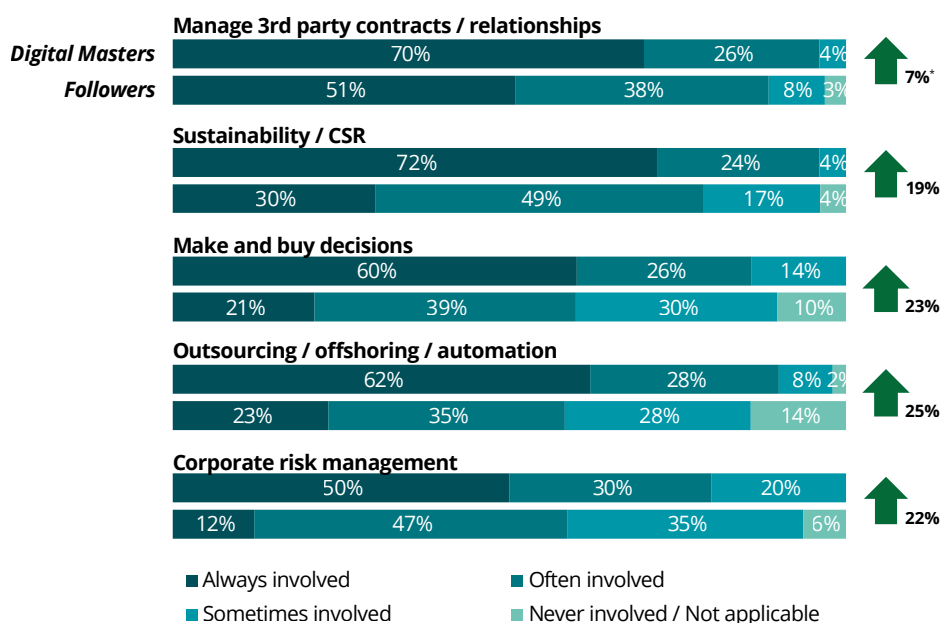 Manage 3rd party contracts / relationships
Digital Masters 70% 26% 4%
7%*
Followers 51% 38% 8% 3%
Sustainability / CSR
72% 24% 4%
19%
30% 49% 17% 4%
Make and buy decisions
60% 26% 14%
23%
21% 39% 30% 10%
Outsourcing / offshoring / automation
62% 28% 8% 2%
25%
23% 35% 28% 14%
Corporate risk management
50% 30% 20%
22%
12% 47% 35% 6%
Always involved Often involved
Sometimes involved Never involved / Not applicable